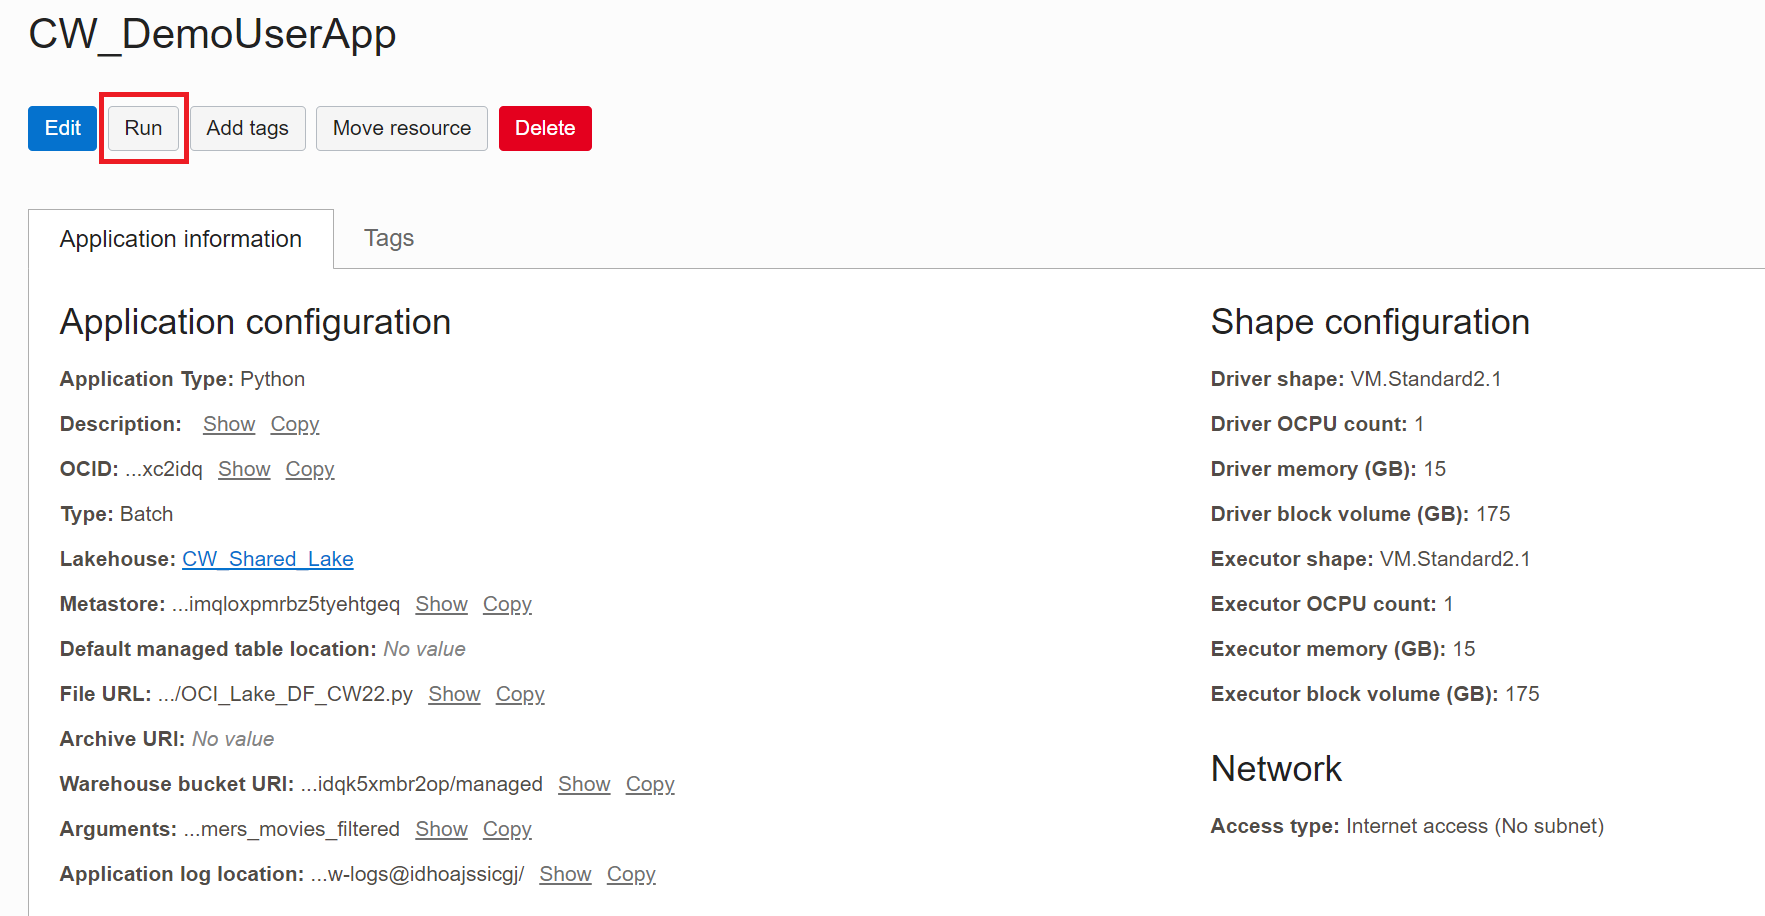 CW_DemoUserApp
Edit Run Add tags Move resource Delete
Application information Tags
Application configuration
Application Type: Python
Description: Show Copy
OCID: ...xc2idq Show Copy
Type: Batch
Lakehouse: CW_Shared_Lake
Metastore: ...imqloxpmrbz5tyehtgeq Show Copy
Default managed table location: No value
File URL: .../OCI_Lake_DF_CW22.py Show Copy
Archive URI: No value
Warehouse bucket URI: ...idqk5xmbr2op/managed Show Copy
Arguments: ...mers_movies_filtered Show Copy
Application log location: ...w-logs@idhoajssicgj/ Show Copy
Shape configuration
Driver shape: VM.Standard2.1
Driver OCPU count: 1
Driver memory (GB): 15
Driver block volume (GB): 175
Executor shape: VM.Standard2.1
Executor OCPU count: 1
Executor memory (GB): 15
Executor block volume (GB): 175
Network
Access type: Internet access (No subnet)